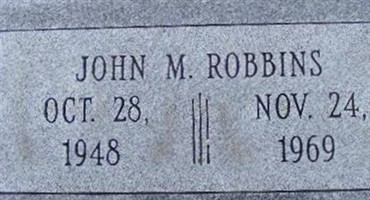 JOHN M. ROBBINS
OCT. 28, NOV. 24,
1948 1969